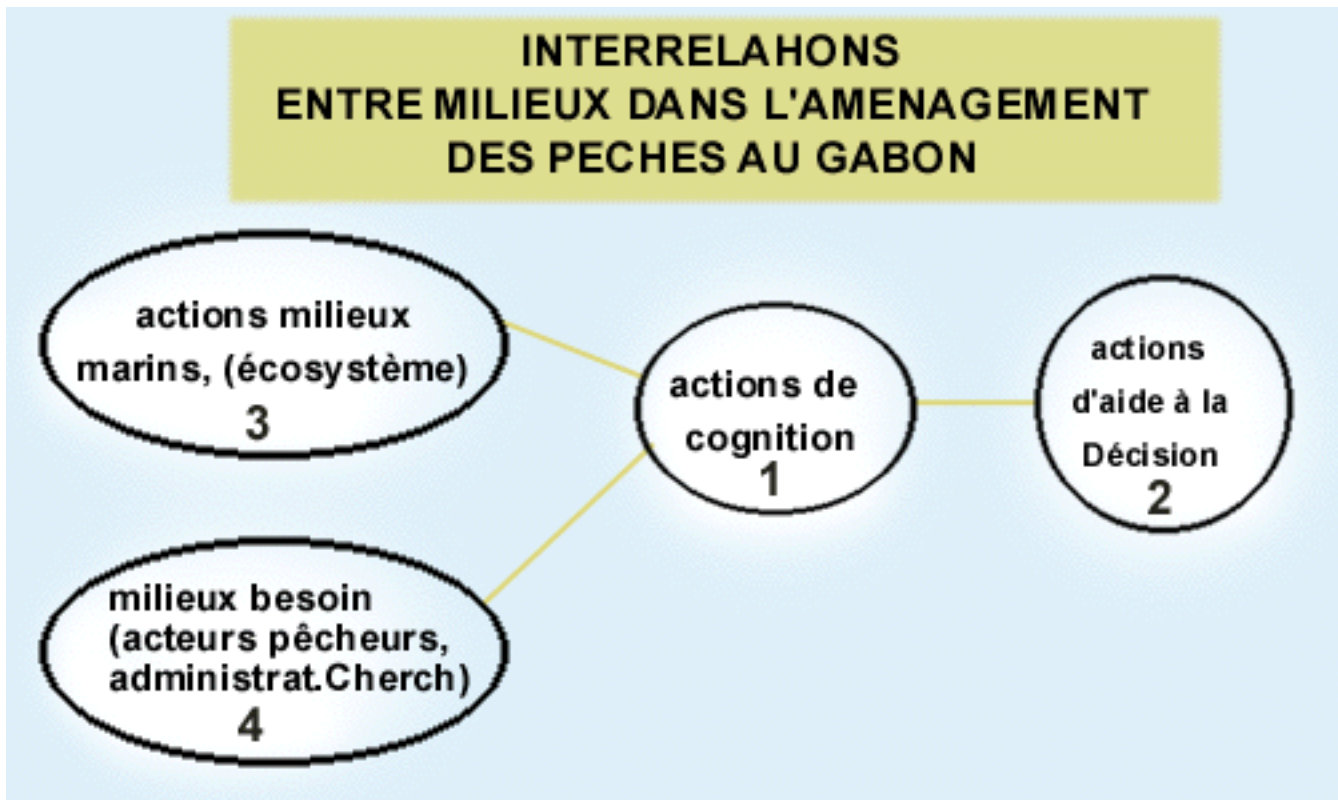 INTERRELAHONS
ENTRE MILIEUX DANS L'AMENAGEMENT
DES PECHES AU GABON
actions milieux
marins, (écosystème)
3
actions de
cognition
1
actions
d'aide à la
Décision
2
milieux besoin
(acteurs pêcheurs,
administrat.Cherch)
4